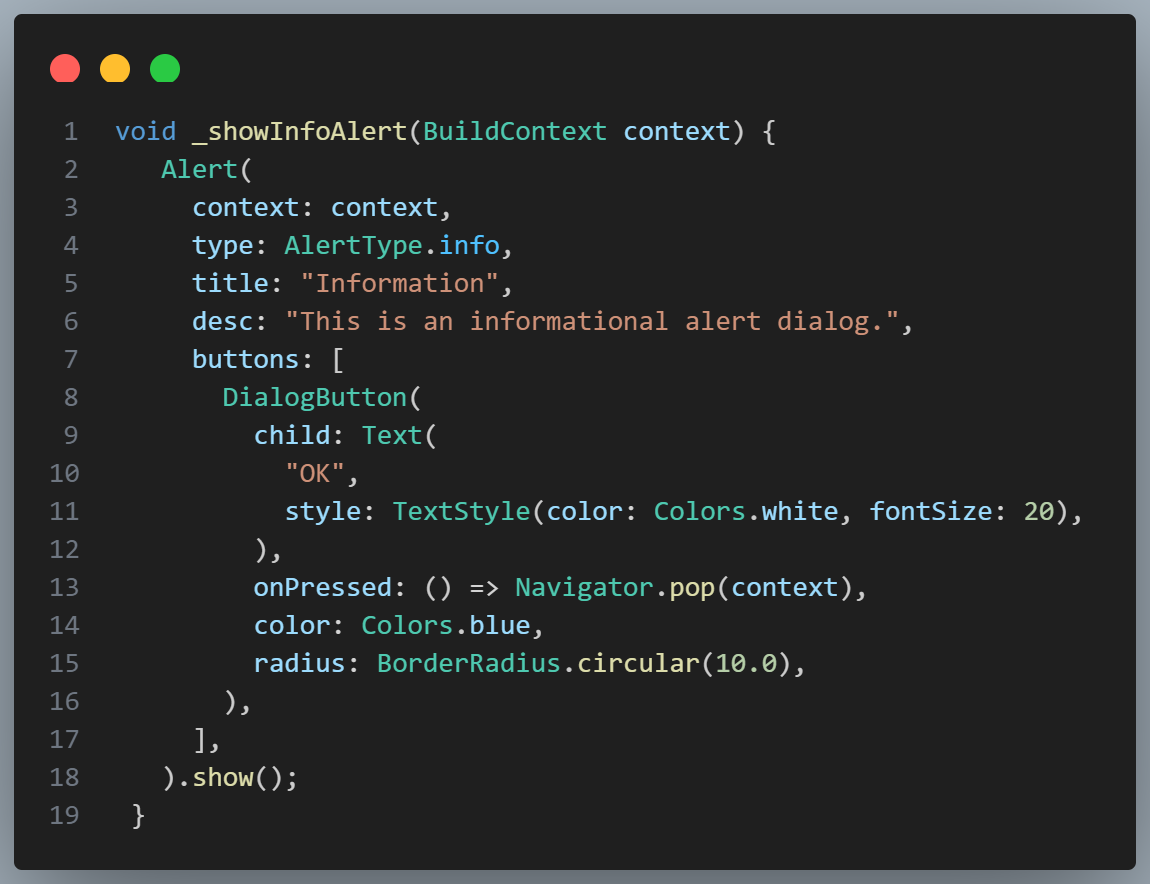 1 void _showInfoAlert(BuildContext context) {
2 Alert(
3 context: context,
4 type: AlertType.info,
5 title: "Information",
6 desc: "This is an informational alert dialog.",
7 buttons: [
8 DialogButton(
9 child: Text(
10 "OK",
11 style: TextStyle(color: Colors.white, fontSize: 20),
12 ),
13 onPressed: () => Navigator.pop(context),
14 color: Colors.blue,
15 radius: BorderRadius.circular(10.0),
16 ),
17 ],
18 ).show();
19 }